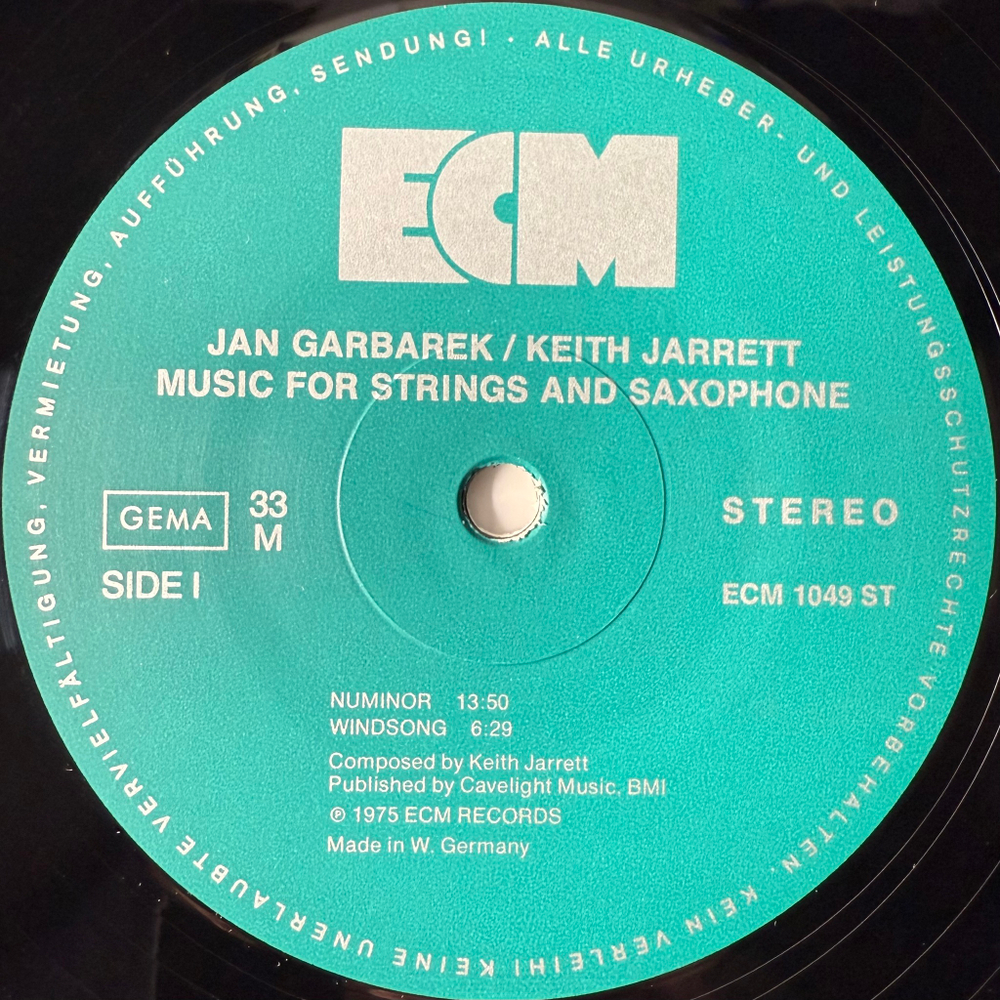 ALLE URHEBER- UND LEISTUNGSSCHUTZRECHTE VORBEHALTEN. KEIN VERLEIH! KEINE UNERLAUBTE VERVIELFÄLTIGUNG, VERMIETUNG, AUFFÜHRUNG, SENDUNG! ·
ECM
JAN GARBAREK / KEITH JARRETT
MUSIC FOR STRINGS AND SAXOPHONE
GEMA
33
M
SIDE I
STEREO
ECM 1049 ST
NUMINOR 13:50
WINDSONG 6:29
Composed by Keith Jarrett
Published by Cavelight Music, BMI
℗ 1975 ECM RECORDS
Made in W. Germany